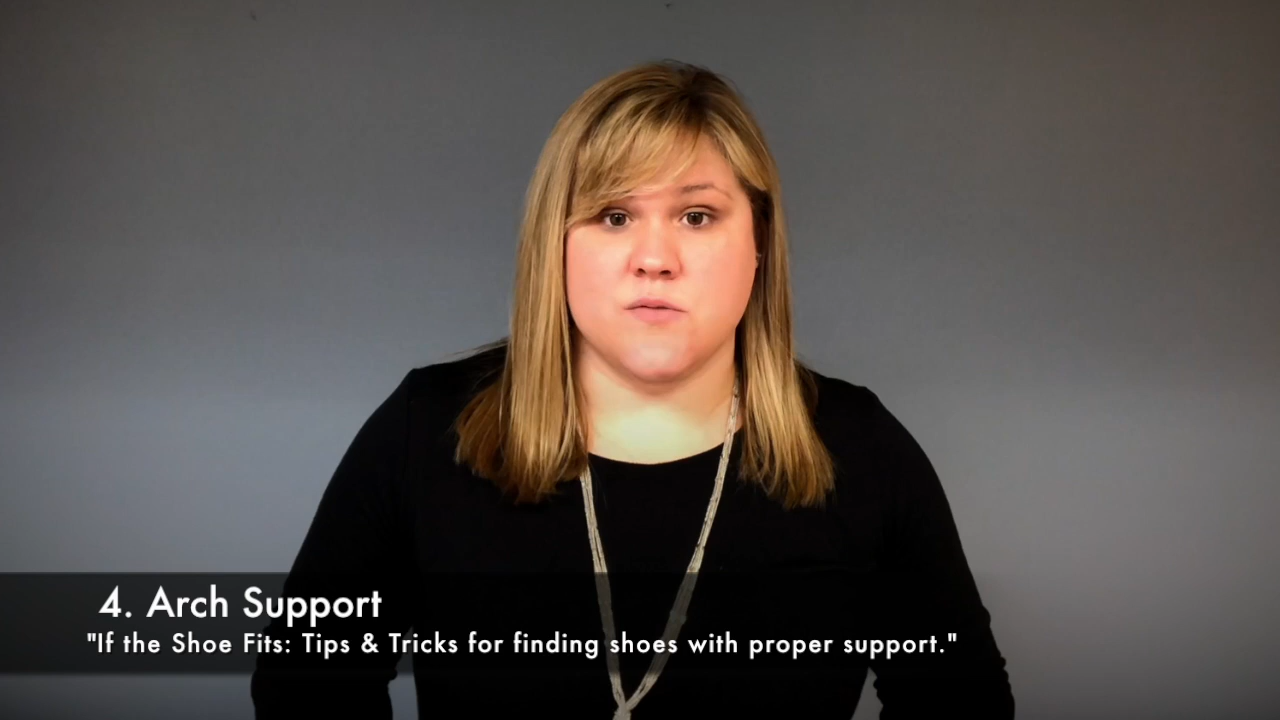 4. Arch Support
"If the Shoe Fits: Tips & Tricks for finding shoes with proper support."